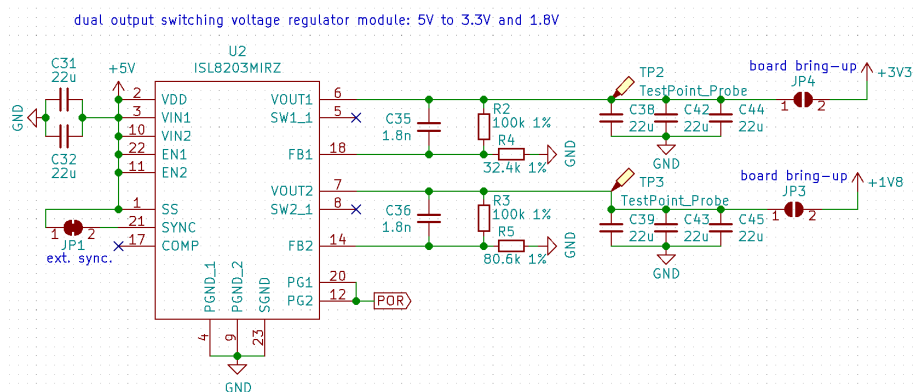 dual output switching voltage regulator module: 5V to 3.3V and 1.8V
U2
ISL8203MIRZ
C31
22u
+5V
GND
C32
22u
2 VDD
3 VIN1
10 VIN2
22 EN1
11 EN2
1 SS
21 SYNC
17 COMP
1 2
JP1
ext. sync.
VOUT1 6
SW1_1 5
FB1 18
VOUT2 7
SW2_1 8
FB2 14
PG1 20
PG2 12
POR
PGND_1 4
PGND_2 9
SGND 23
GND
C35
1.8n
R2
100k 1%
R4
32.4k 1%
GND
TP2
TestPoint_Probe
C38
22u
C42
22u
C44
22u
GND
board bring-up
JP4
1 2
+3V3
C36
1.8n
R3
100k 1%
R5
80.6k 1%
GND
TP3
TestPoint_Probe
C39
22u
C43
22u
C45
22u
GND
board bring-up
JP3
1 2
+1V8